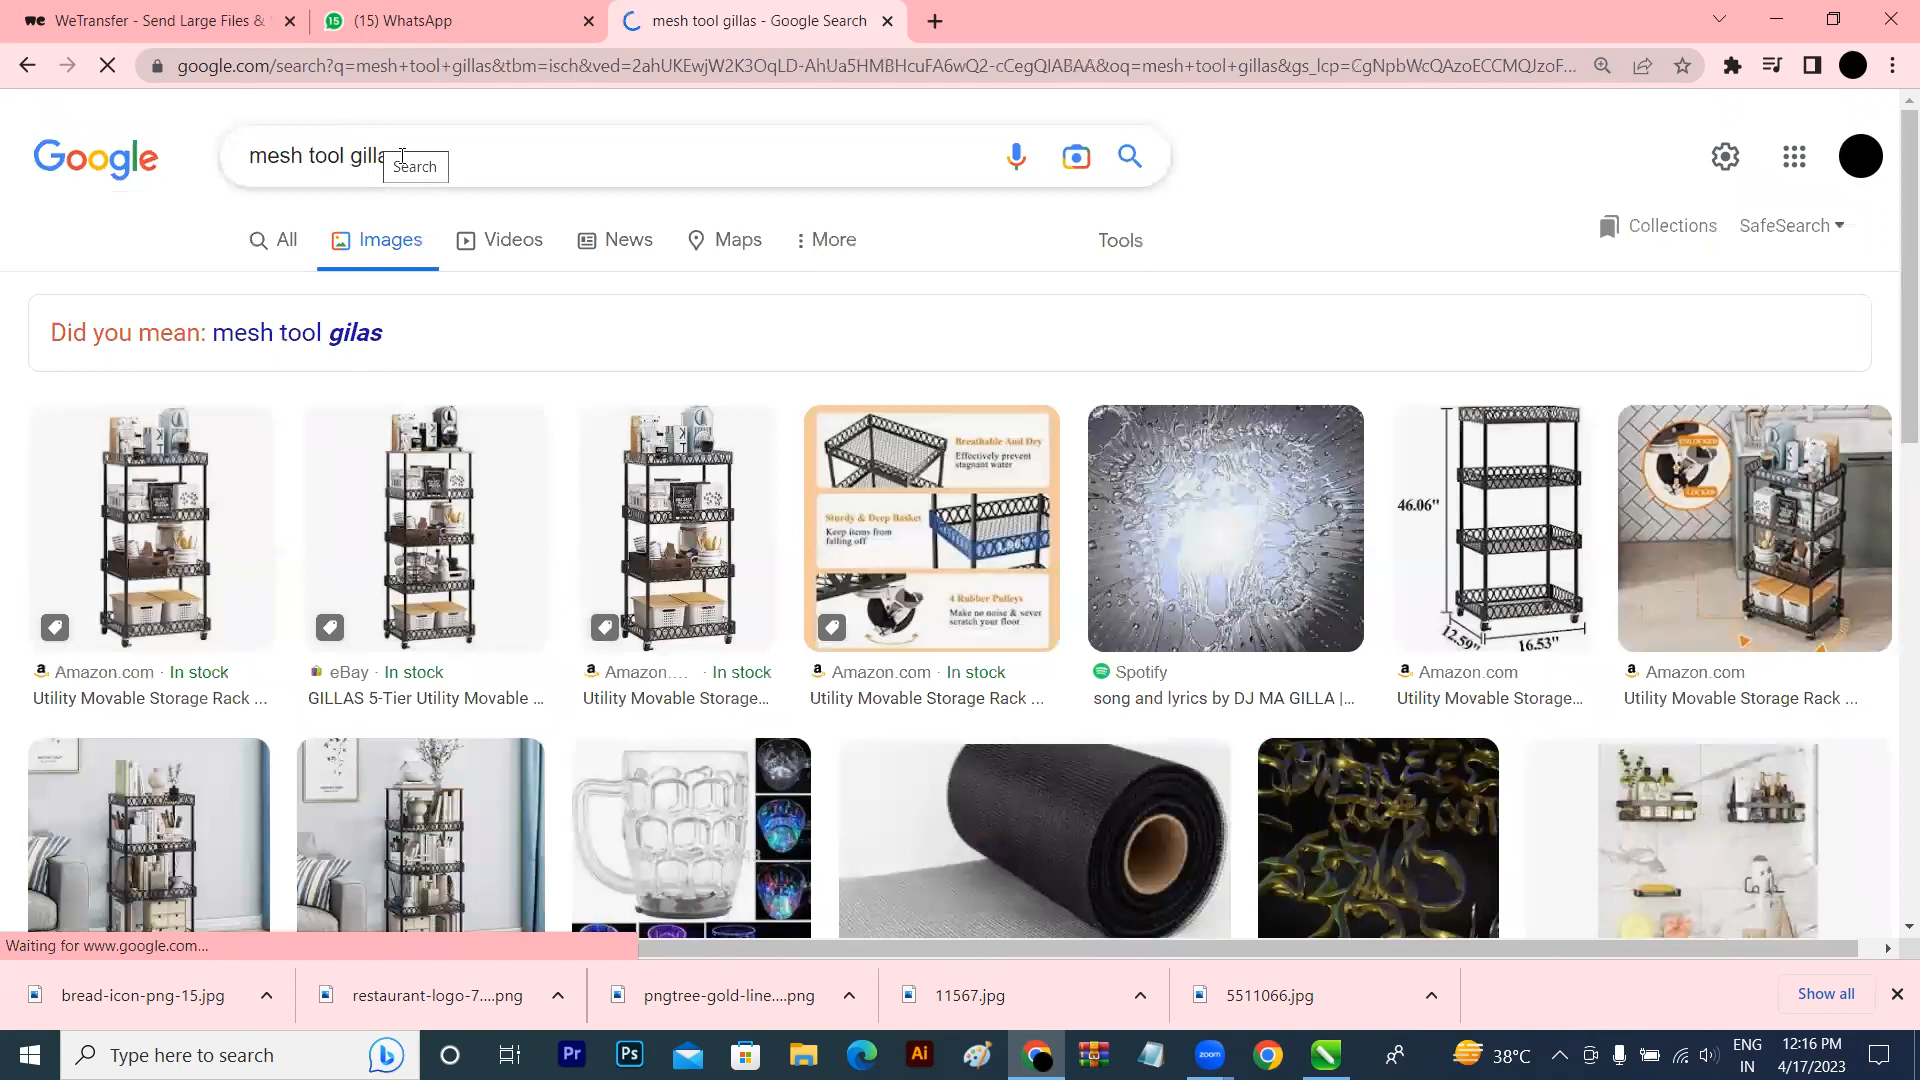 WeTransfer - Send Large Files &
(15) WhatsApp
mesh tool gillas - Google Search
google.com/search?q=mesh+tool+gillas&tbm=isch&ved=2ahUKEwjW2K3OqLD-AhUa5HMBHcuFA6wQ2-cCegQIABAA&oq=mesh+tool+gillas&gs_lcp=CgNpbWcQAzoECCMQJzoF...
Google
mesh tool gilla
Search
All
Images
Videos
News
Maps
More
Tools
Collections
SafeSearch
Did you mean: mesh tool gilas
Breathable And Dry
Effectively prevent
stagnant water
Sturdy & Deep Basket
Keep items from
falling off
4 Rubber Pulleys
Make no noise & sever
scratch your floor
46.06"
12.59"
16.53"
UNLOCKED
LOCKED
Amazon.com · In stock
Utility Movable Storage Rack ...
eBay · In stock
GILLAS 5-Tier Utility Movable ...
Amazon.... · In stock
Utility Movable Storage...
Amazon.com · In stock
Utility Movable Storage Rack ...
Spotify
song and lyrics by DJ MA GILLA |...
Amazon.com
Utility Movable Storage...
Amazon.com
Utility Movable Storage Rack ...
Waiting for www.google.com...
bread-icon-png-15.jpg
restaurant-logo-7....png
pngtree-gold-line....png
11567.jpg
5511066.jpg
Show all
Type here to search
38°C
ENG
IN
12:16 PM
4/17/2023